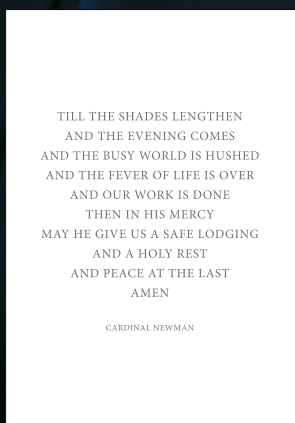 TILL THE SHADES LENGTHEN
AND THE EVENING COMES
AND THE BUSY WORLD IS HUSHED
AND THE FEVER OF LIFE IS OVER
AND OUR WORK IS DONE
THEN IN HIS MERCY
MAY HE GIVE US A SAFE LODGING
AND A HOLY REST
AND PEACE AT THE LAST
AMEN
CARDINAL NEWMAN